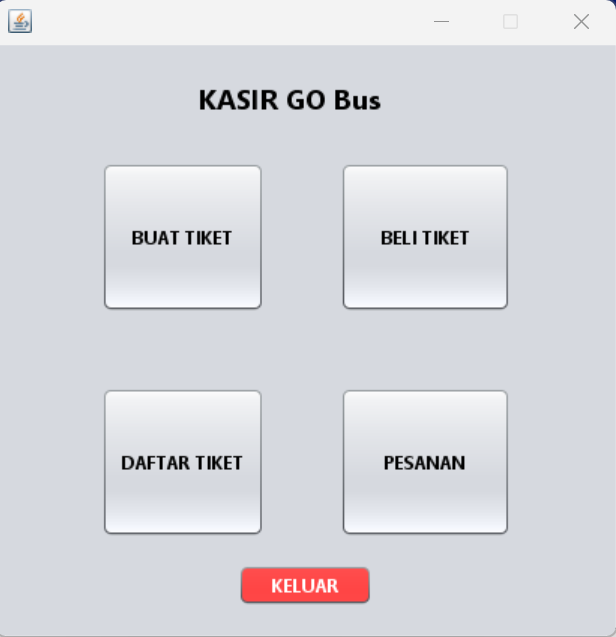 KASIR GO Bus
BUAT TIKET
BELI TIKET
DAFTAR TIKET
PESANAN
KELUAR